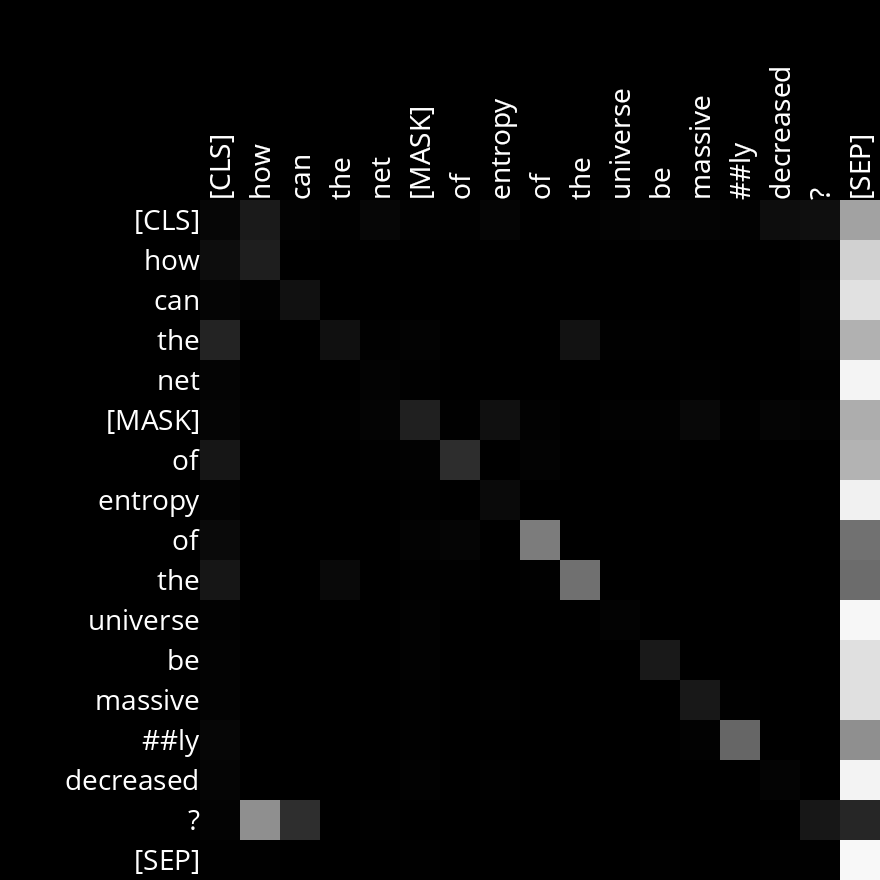 [CLS] how can the net [MASK] of entropy of the universe be massive ##ly decreased ? [SEP]
[CLS]
how
can
the
net
[MASK]
of
entropy
of
the
universe
be
massive
##ly
decreased
?
[SEP]